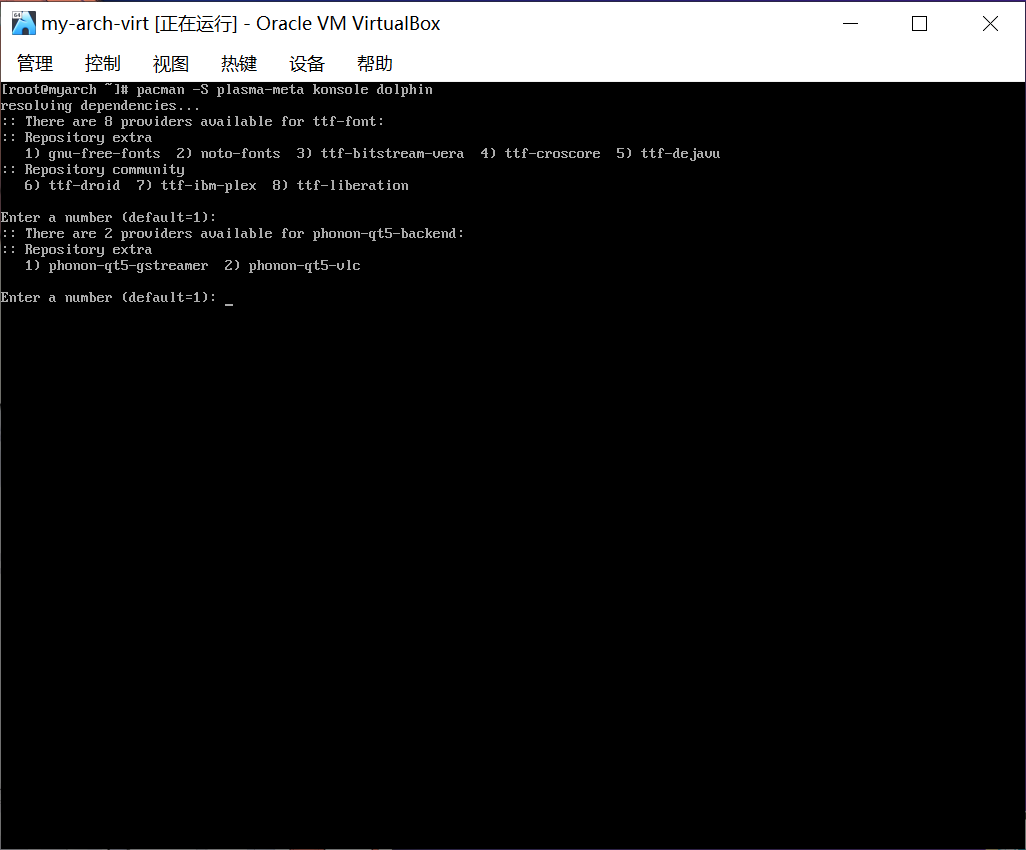 64
my-arch-virt [正在运行] - Oracle VM VirtualBox
管理 控制 视图 热键 设备 帮助
[root@myarch ~]# pacman -S plasma-meta konsole dolphin
resolving dependencies...
:: There are 8 providers available for ttf-font:
:: Repository extra
   1) gnu-free-fonts  2) noto-fonts  3) ttf-bitstream-vera  4) ttf-croscore  5) ttf-dejavu
:: Repository community
   6) ttf-droid  7) ttf-ibm-plex  8) ttf-liberation
Enter a number (default=1):
:: There are 2 providers available for phonon-qt5-backend:
:: Repository extra
   1) phonon-qt5-gstreamer  2) phonon-qt5-vlc
Enter a number (default=1): _